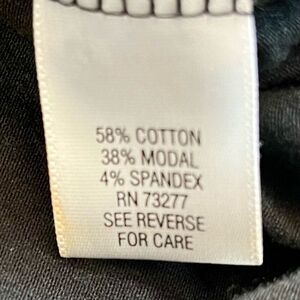 58% COTTON
38% MODAL
4% SPANDEX
RN 73277
SEE REVERSE
FOR CARE